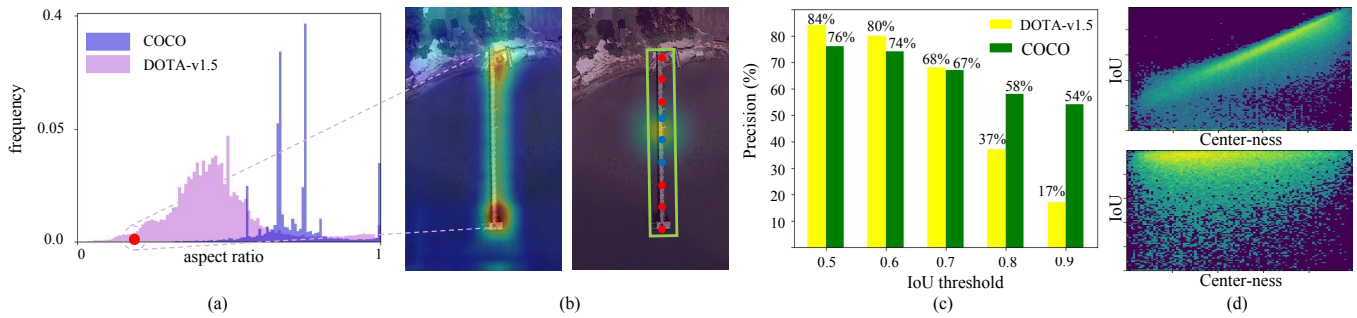 0.4
COCO
DOTA-v1.5
frequency
0.05
0.0
0
aspect ratio
1
(a)
(b)
Precision (%)
80
70
60
50
40
30
20
10
84%
76%
80%
74%
68%
67%
37%
58%
17%
54%
DOTA-v1.5
COCO
0.5
0.6
0.7
0.8
0.9
IoU threshold
(c)
IoU
Center-ness
IoU
Center-ness
(d)